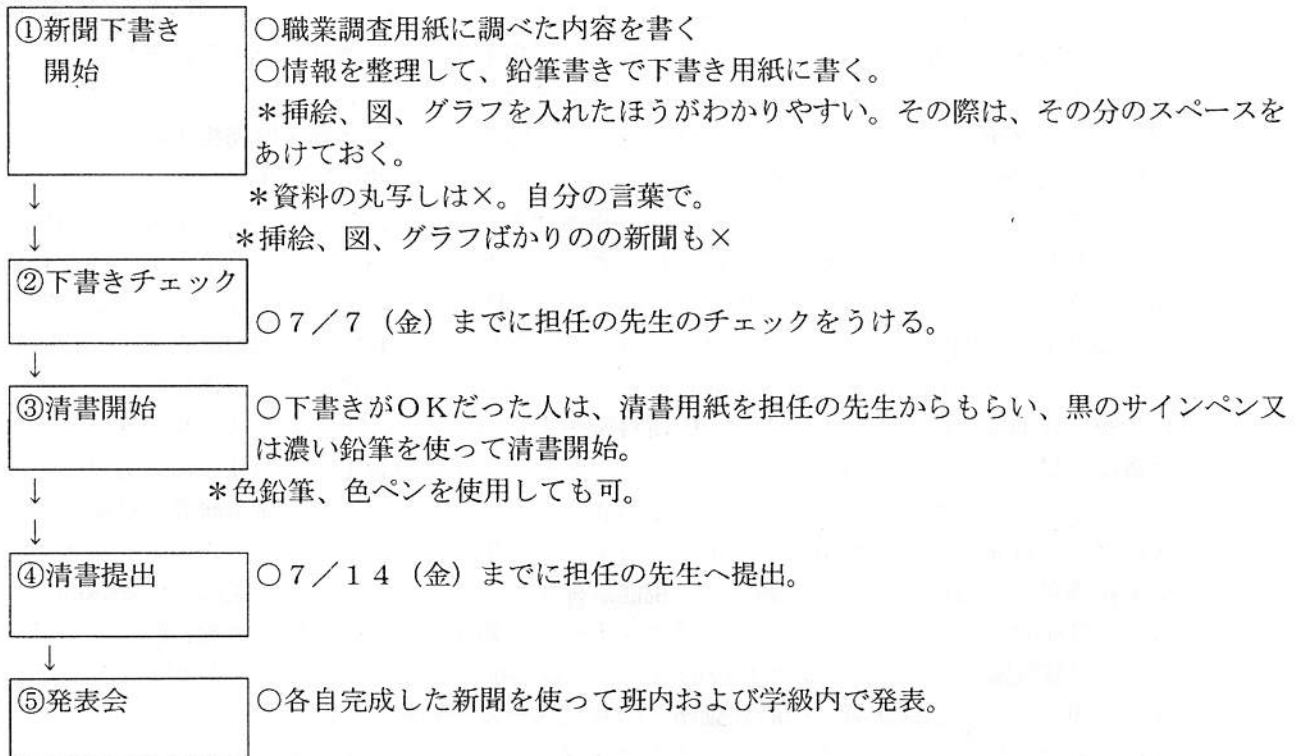 ①新聞下書き ○職業調査用紙に調べた内容を書く
開始 ○情報を整理して、鉛筆書きで下書き用紙に書く。
＊挿絵、図、グラフを入れたほうがわかりやすい。その際は、その分のスペースを
あけておく。
↓ ＊資料の丸写しは×。自分の言葉で。
↓ ＊挿絵、図、グラフばかりのの新聞も×
②下書きチェック
○７／７（金）までに担任の先生のチェックをうける。
↓
③清書開始 ○下書きがＯＫだった人は、清書用紙を担任の先生からもらい、黒のサインペン又
は濃い鉛筆を使って清書開始。
↓ ＊色鉛筆、色ペンを使用しても可。
↓
④清書提出 ○７／１４（金）までに担任の先生へ提出。
↓
⑤発表会 ○各自完成した新聞を使って班内および学級内で発表。